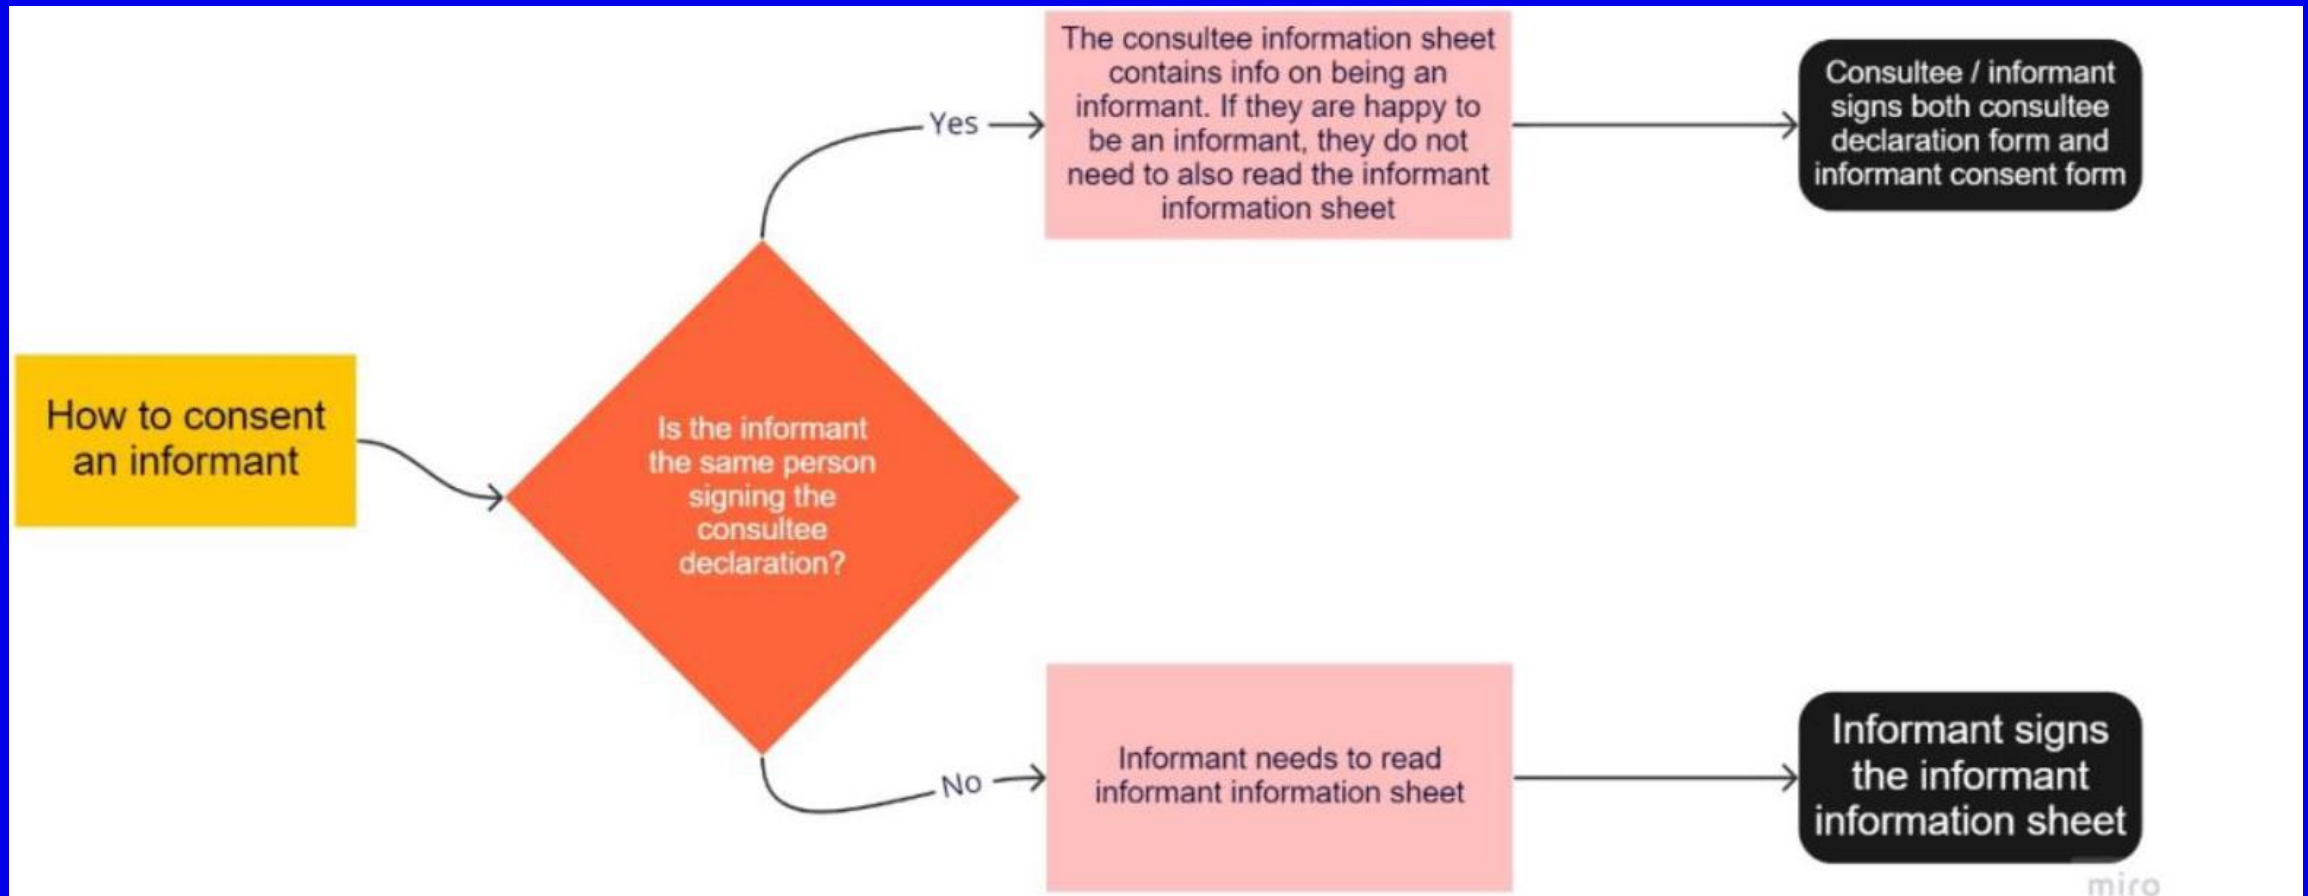 How to consent
an informant
Is the informant
the same person
signing the
consultee
declaration?
Yes
The consultee information sheet
contains info on being an
informant. If they are happy to
be an informant, they do not
need to also read the informant
information sheet
Consultee / informant
signs both consultee
declaration form and
informant consent form
No
Informant needs to read
informant information sheet
Informant signs
the informant
information sheet
miro